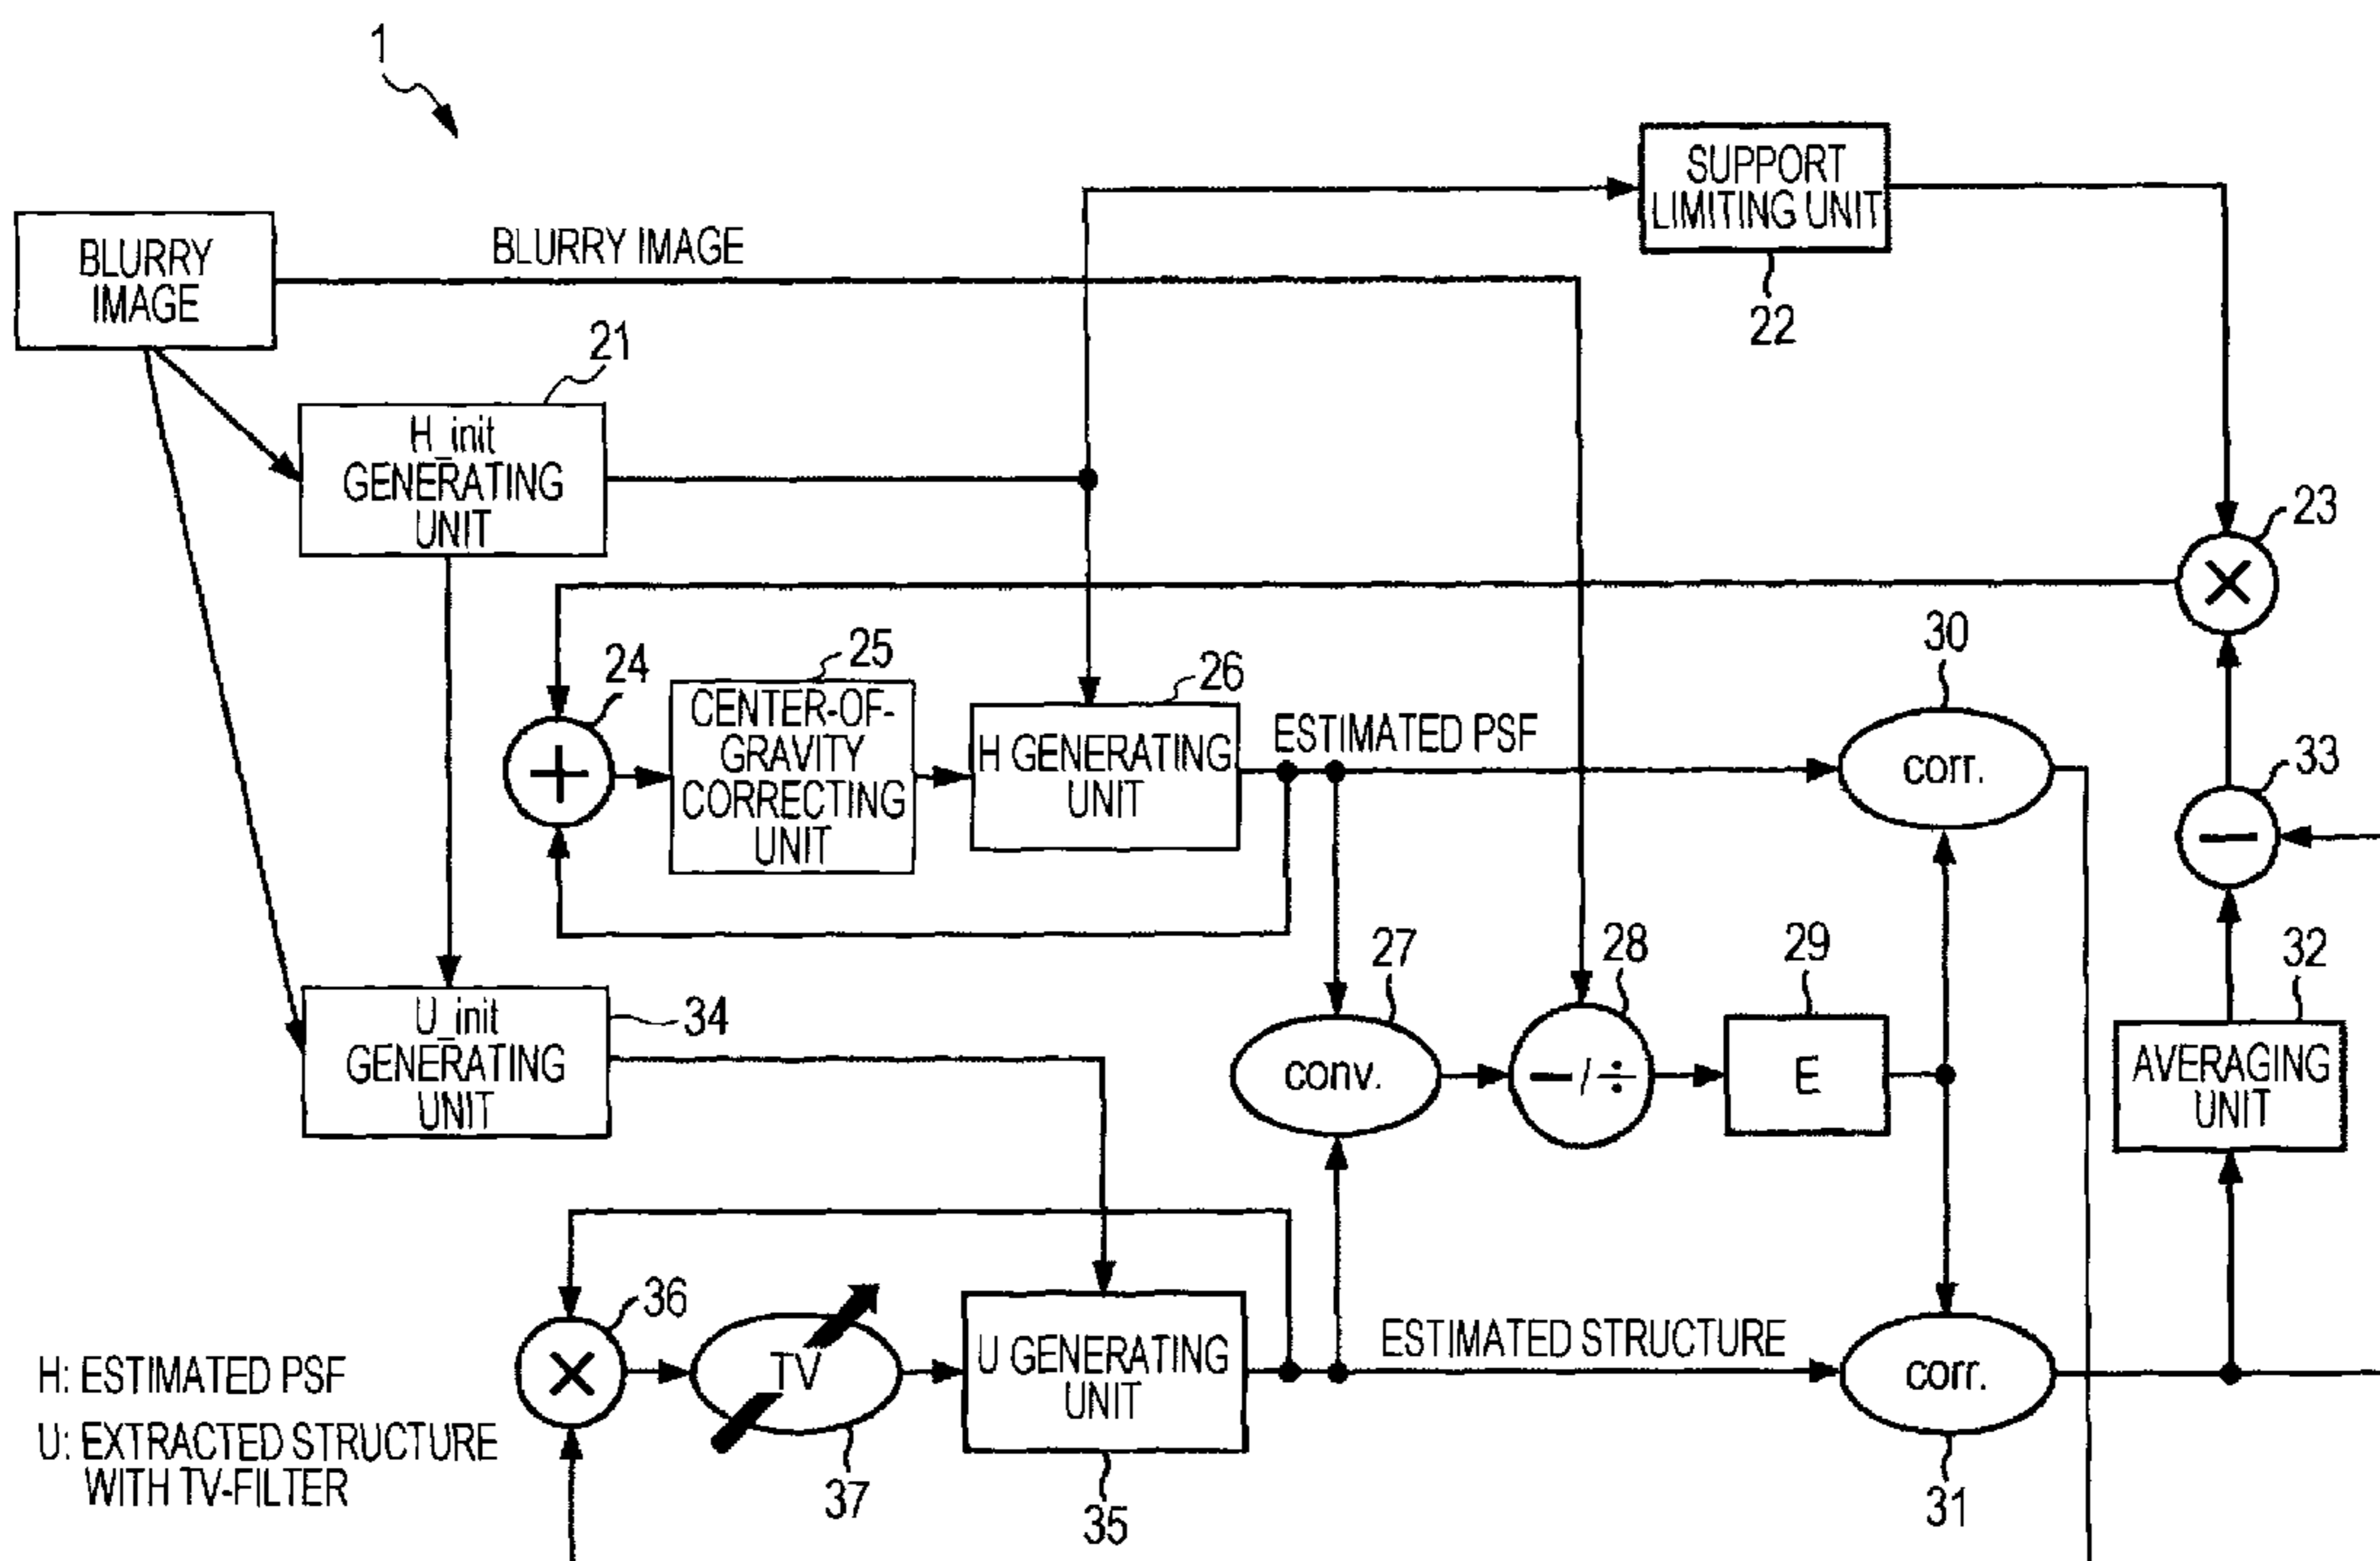 1
SUPPORT
LIMITING UNIT
22
BLURRY
IMAGE
BLURRY IMAGE
21
H_init
GENERATING
UNIT
23
24
25
CENTER-OF-
GRAVITY
CORRECTING
UNIT
26
H GENERATING
UNIT
ESTIMATED PSF
30
corr.
33
34
U_init
GENERATING
UNIT
27
conv.
28
−/÷
29
E
32
AVERAGING
UNIT
36
TV
37
U GENERATING
UNIT
35
ESTIMATED STRUCTURE
corr.
31
H: ESTIMATED PSF
U: EXTRACTED STRUCTURE
WITH TV-FILTER